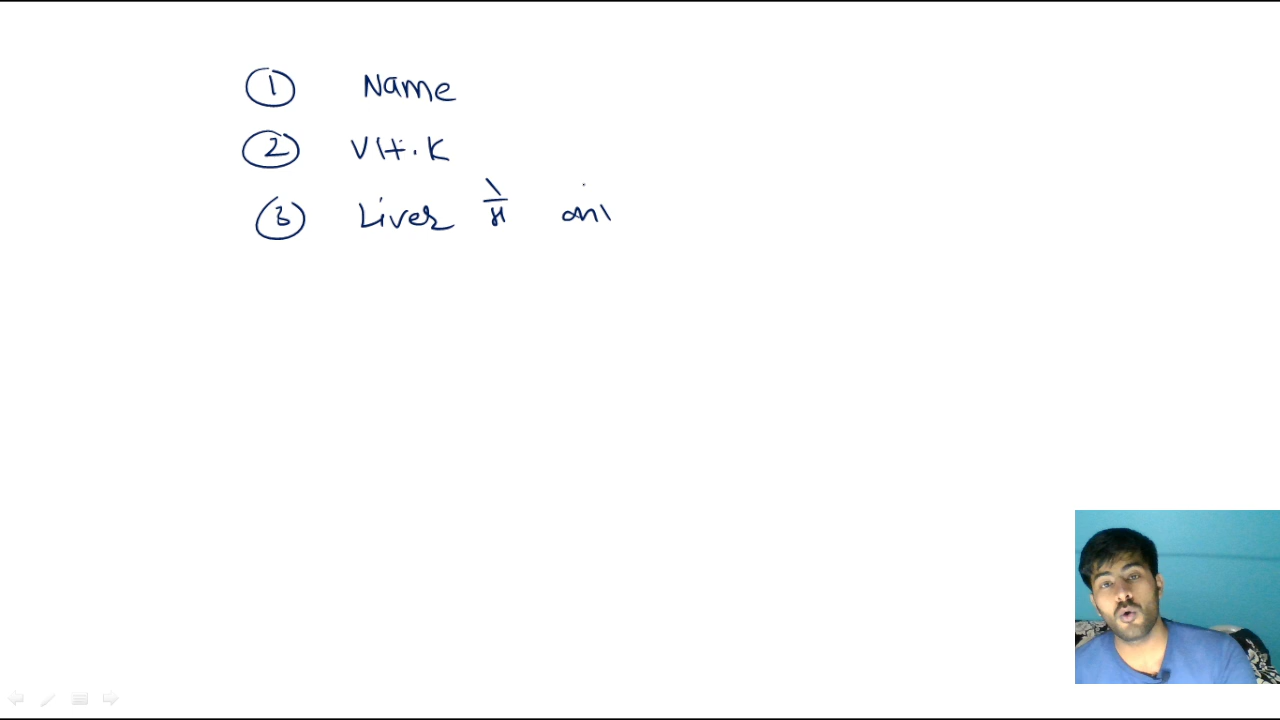 ① Name
② Vit. K
③ Liver में